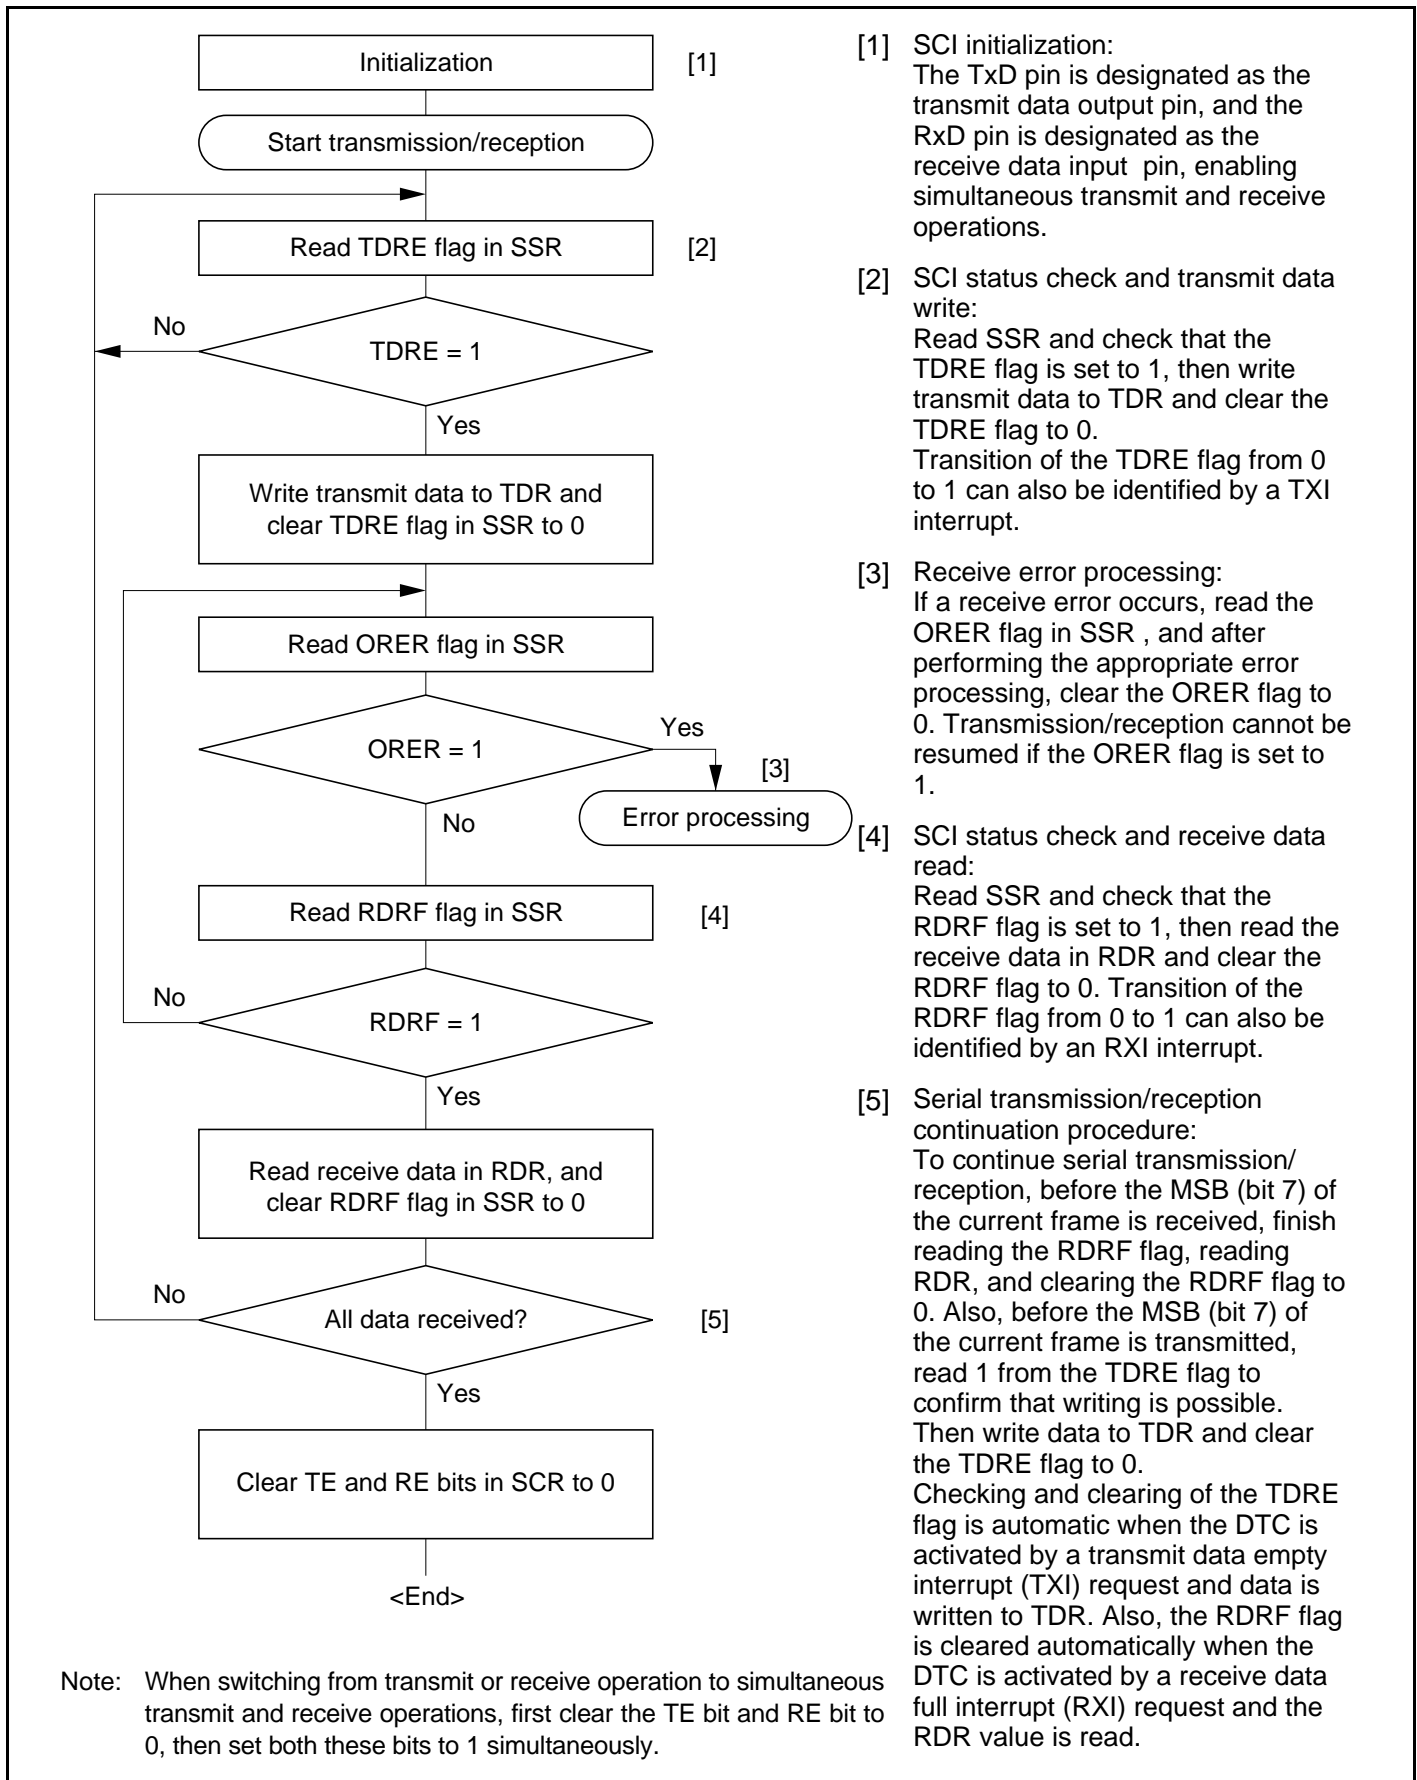 Initialization
[1]
Start transmission/reception
Read TDRE flag in SSR
[2]
No
TDRE = 1
Yes
Write transmit data to TDR and
clear TDRE flag in SSR to 0
Read ORER flag in SSR
Yes
ORER = 1
[3]
No
Error processing
Read RDRF flag in SSR
[4]
No
RDRF = 1
Yes
Read receive data in RDR, and
clear RDRF flag in SSR to 0
No
All data received?
[5]
Yes
Clear TE and RE bits in SCR to 0
<End>
[1] SCI initialization:
The TxD pin is designated as the
transmit data output pin, and the
RxD pin is designated as the
receive data input pin, enabling
simultaneous transmit and receive
operations.
[2] SCI status check and transmit data
write:
Read SSR and check that the
TDRE flag is set to 1, then write
transmit data to TDR and clear the
TDRE flag to 0.
Transition of the TDRE flag from 0
to 1 can also be identified by a TXI
interrupt.
[3] Receive error processing:
If a receive error occurs, read the
ORER flag in SSR , and after
performing the appropriate error
processing, clear the ORER flag to
0. Transmission/reception cannot be
resumed if the ORER flag is set to
1.
[4] SCI status check and receive data
read:
Read SSR and check that the
RDRF flag is set to 1, then read the
receive data in RDR and clear the
RDRF flag to 0. Transition of the
RDRF flag from 0 to 1 can also be
identified by an RXI interrupt.
[5] Serial transmission/reception
continuation procedure:
To continue serial transmission/
reception, before the MSB (bit 7) of
the current frame is received, finish
reading the RDRF flag, reading
RDR, and clearing the RDRF flag to
0. Also, before the MSB (bit 7) of
the current frame is transmitted,
read 1 from the TDRE flag to
confirm that writing is possible.
Then write data to TDR and clear
the TDRE flag to 0.
Checking and clearing of the TDRE
flag is automatic when the DTC is
activated by a transmit data empty
interrupt (TXI) request and data is
written to TDR. Also, the RDRF flag
is cleared automatically when the
DTC is activated by a receive data
full interrupt (RXI) request and the
RDR value is read.
Note: When switching from transmit or receive operation to simultaneous
transmit and receive operations, first clear the TE bit and RE bit to
0, then set both these bits to 1 simultaneously.